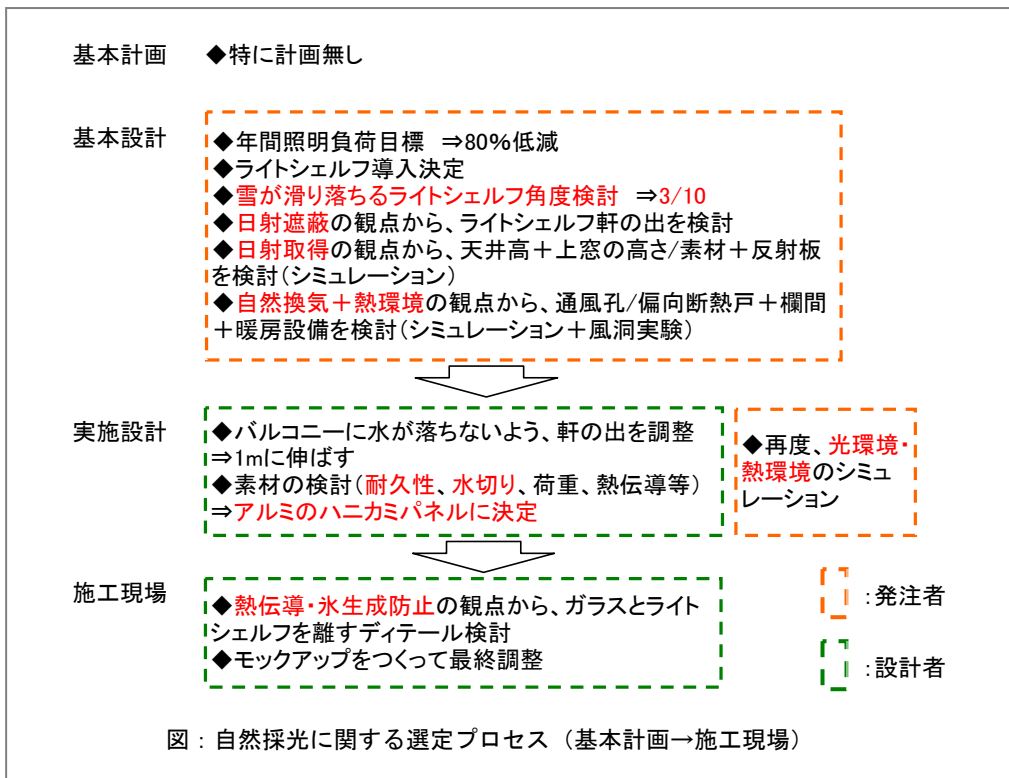 基本計画 ◆特に計画無し
基本設計 ◆年間照明負荷目標 ⇒80%低減
◆ライトシェルフ導入決定
◆雪が滑り落ちるライトシェルフ角度検討 ⇒3/10
◆日射遮蔽の観点から、ライトシェルフ軒の出を検討
◆日射取得の観点から、天井高＋上窓の高さ/素材＋反射板
を検討（シミュレーション）
◆自然換気＋熱環境の観点から、通風孔/偏向断熱戸＋欄間
＋暖房設備を検討（シミュレーション＋風洞実験）
実施設計 ◆バルコニーに水が落ちないよう、軒の出を調整
⇒1mに伸ばす
◆素材の検討（耐久性、水切り、荷重、熱伝導等）
⇒アルミのハニカミパネルに決定
◆再度、光環境・
熱環境のシミュ
レーション
施工現場 ◆熱伝導・氷生成防止の観点から、ガラスとライト
シェルフを離すディテール検討
◆モックアップをつくって最終調整
：発注者
：設計者
図：自然採光に関する選定プロセス（基本計画→施工現場）